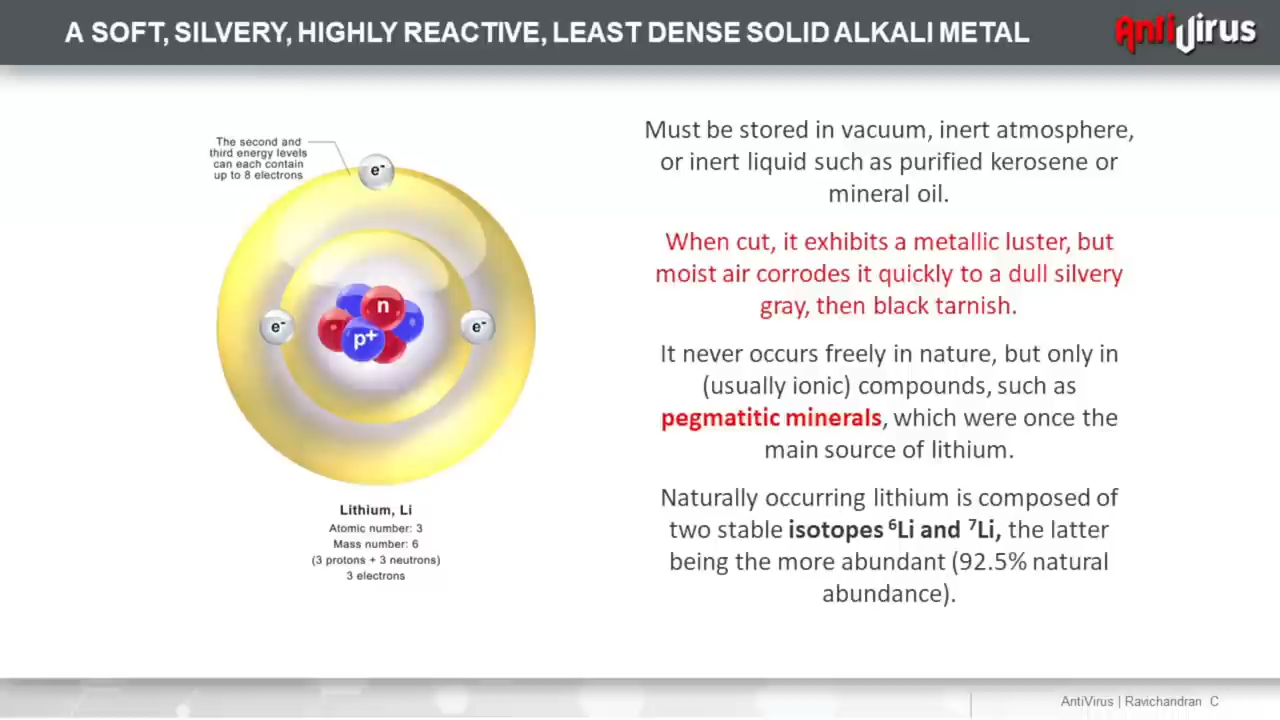 A SOFT, SILVERY, HIGHLY REACTIVE, LEAST DENSE SOLID ALKALI METAL
AntiVirus
The second and
third energy levels
can each contain
up to 8 electrons
e⁻
e⁻
n
p⁺
e⁻
Lithium, Li
Atomic number: 3
Mass number: 6
(3 protons + 3 neutrons)
3 electrons
Must be stored in vacuum, inert atmosphere,
or inert liquid such as purified kerosene or
mineral oil.
When cut, it exhibits a metallic luster, but
moist air corrodes it quickly to a dull silvery
gray, then black tarnish.
It never occurs freely in nature, but only in
(usually ionic) compounds, such as
pegmatitic minerals, which were once the
main source of lithium.
Naturally occurring lithium is composed of
two stable isotopes ⁶Li and ⁷Li, the latter
being the more abundant (92.5% natural
abundance).
AntiVirus | Ravichandran C